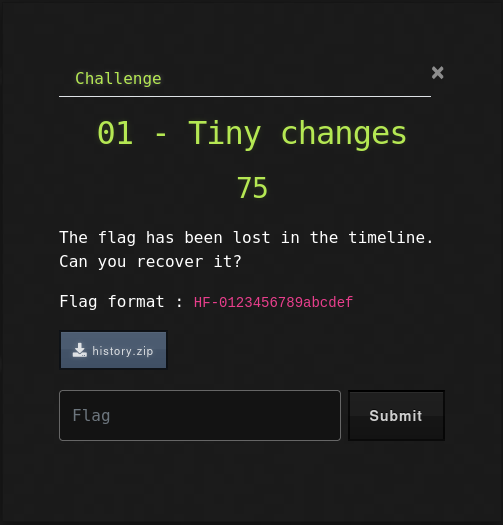 Challenge
×
01 - Tiny changes
75
The flag has been lost in the timeline.
Can you recover it?
Flag format : HF-0123456789abcdef
history.zip
Flag
Submit